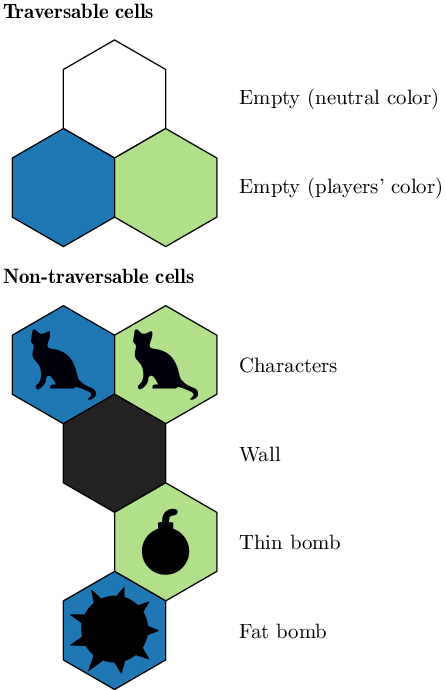 Traversable cells
Empty (neutral color)
Empty (players' color)
Non-traversable cells
Characters
Wall
Thin bomb
Fat bomb